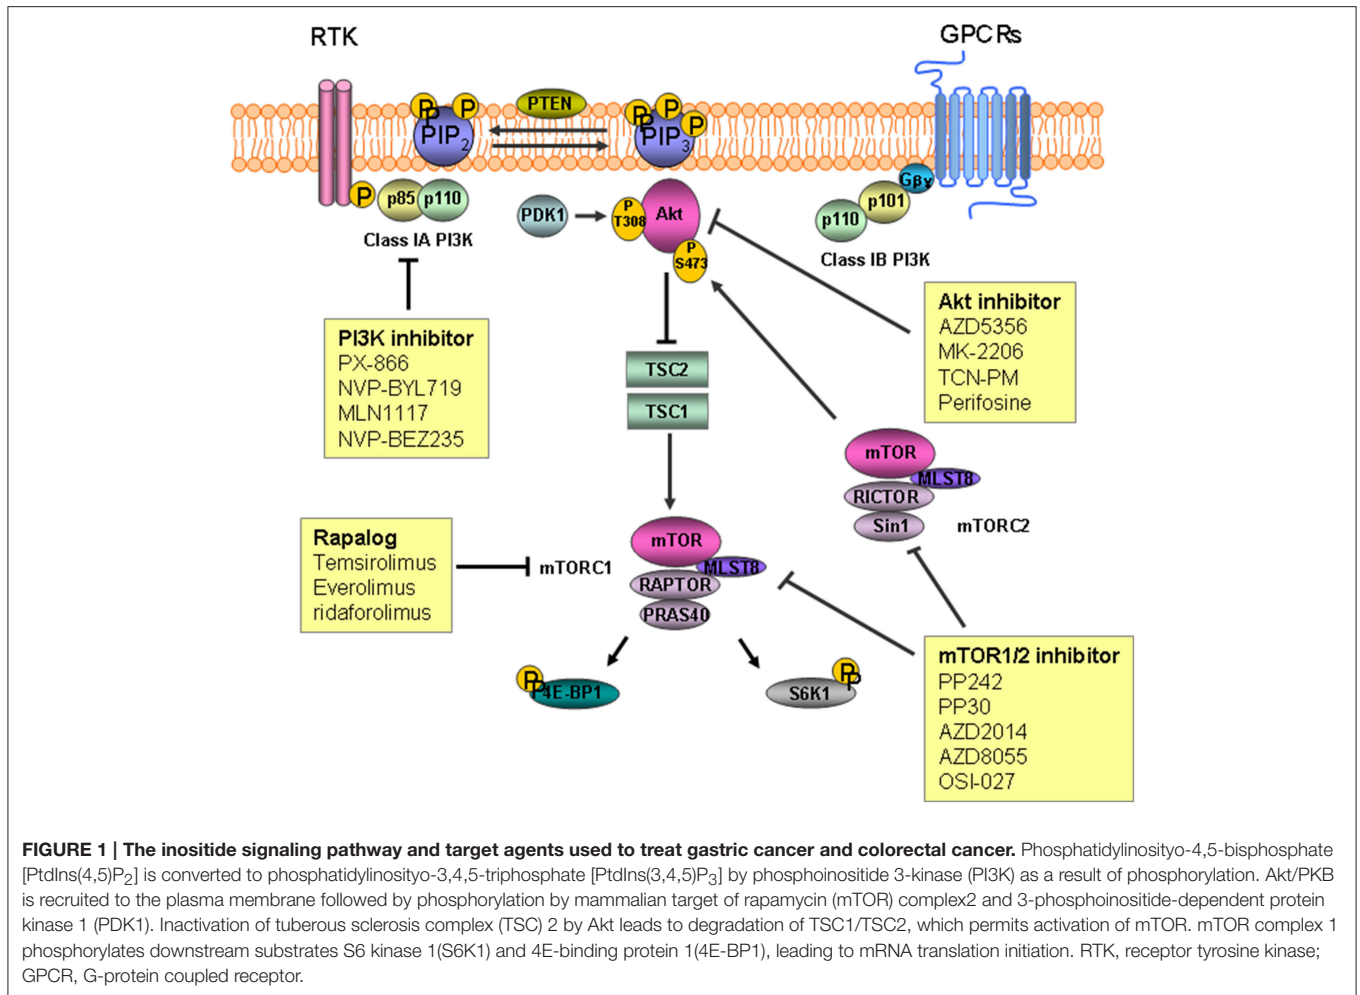 RTK
GPCRs
P
P
P
PTEN
P
P
P
P
PIP2
PIP3
P
p85
p110
Class IA PI3K
PDK1
P
T308
Akt
P
S473
Gβγ
p101
p110
Class IB PI3K
PI3K inhibitor
PX-866
NVP-BYL719
MLN1117
NVP-BEZ235
Akt inhibitor
AZD5356
MK-2206
TCN-PM
Perifosine
TSC2
TSC1
mTOR
MLST8
RICTOR
Sin1
mTORC2
Rapalog
Temsirolimus
Everolimus
ridaforolimus
mTORC1
mTOR
MLST8
RAPTOR
PRAS40
P
P
4E-BP1
S6K1
P
P
mTOR1/2 inhibitor
PP242
PP30
AZD2014
AZD8055
OSI-027
FIGURE 1 | The inositide signaling pathway and target agents used to treat gastric cancer and colorectal cancer. Phosphatidylinosityo-4,5-bisphosphate
[PtdIns(4,5)P2] is converted to phosphatidylinosityo-3,4,5-triphosphate [PtdIns(3,4,5)P3] by phosphoinositide 3-kinase (PI3K) as a result of phosphorylation. Akt/PKB
is recruited to the plasma membrane followed by phosphorylation by mammalian target of rapamycin (mTOR) complex2 and 3-phosphoinositide-dependent protein
kinase 1 (PDK1). Inactivation of tuberous sclerosis complex (TSC) 2 by Akt leads to degradation of TSC1/TSC2, which permits activation of mTOR. mTOR complex 1
phosphorylates downstream substrates S6 kinase 1(S6K1) and 4E-binding protein 1(4E-BP1), leading to mRNA translation initiation. RTK, receptor tyrosine kinase;
GPCR, G-protein coupled receptor.